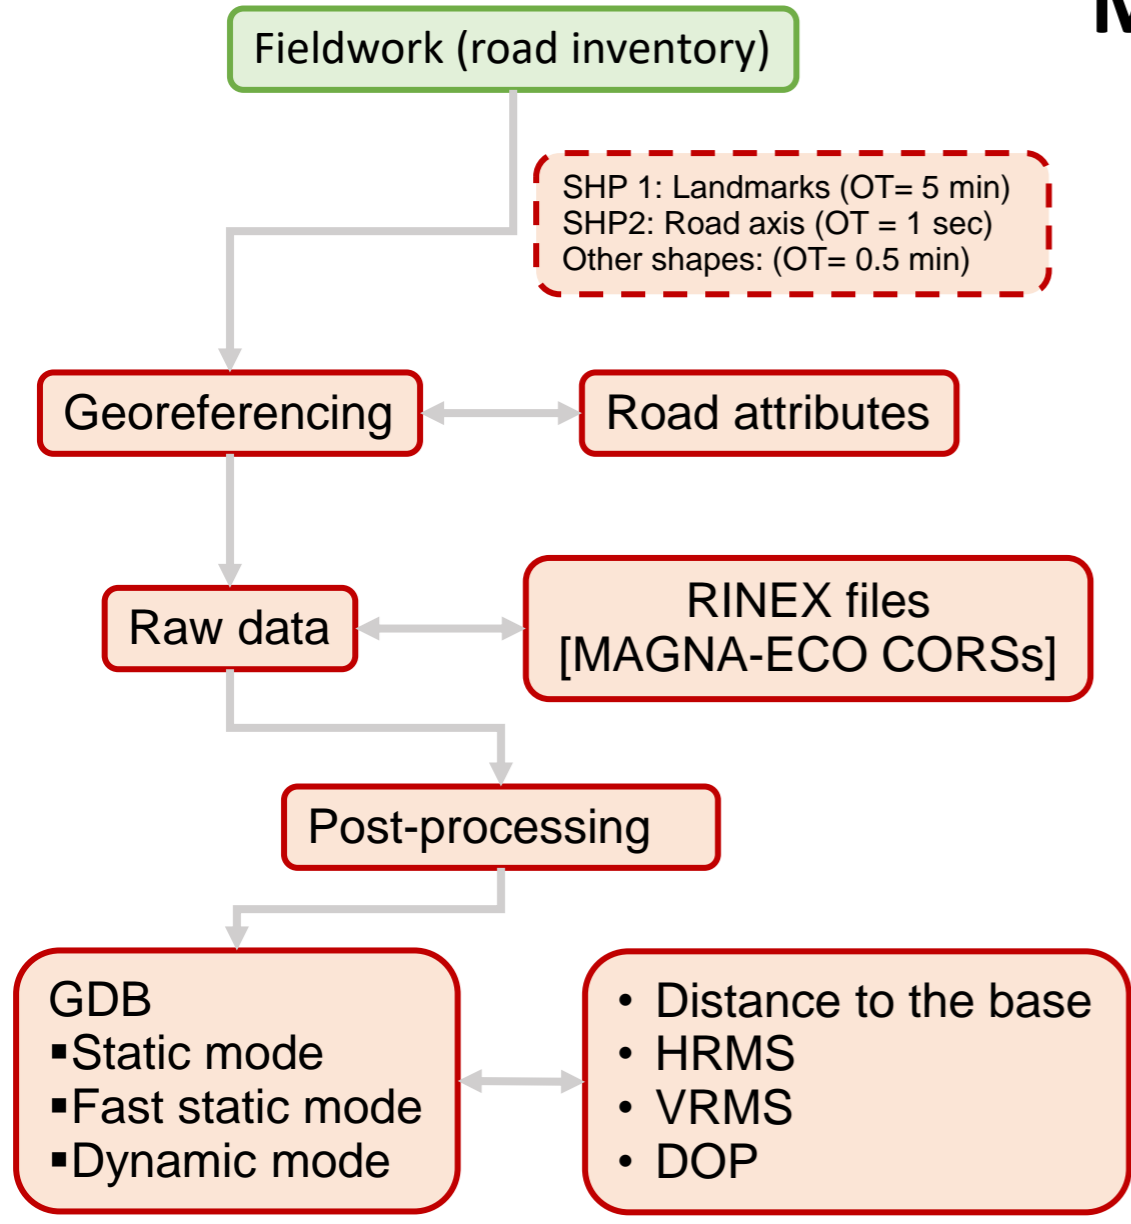 Fieldwork (road inventory)
SHP 1: Landmarks (OT= 5 min)
SHP2: Road axis (OT = 1 sec)
Other shapes: (OT= 0.5 min)
Georeferencing
Road attributes
Raw data
RINEX files
[MAGNA-ECO CORSs]
Post-processing
GDB
▪Static mode
▪Fast static mode
▪Dynamic mode
• Distance to the base
• HRMS
• VRMS
• DOP